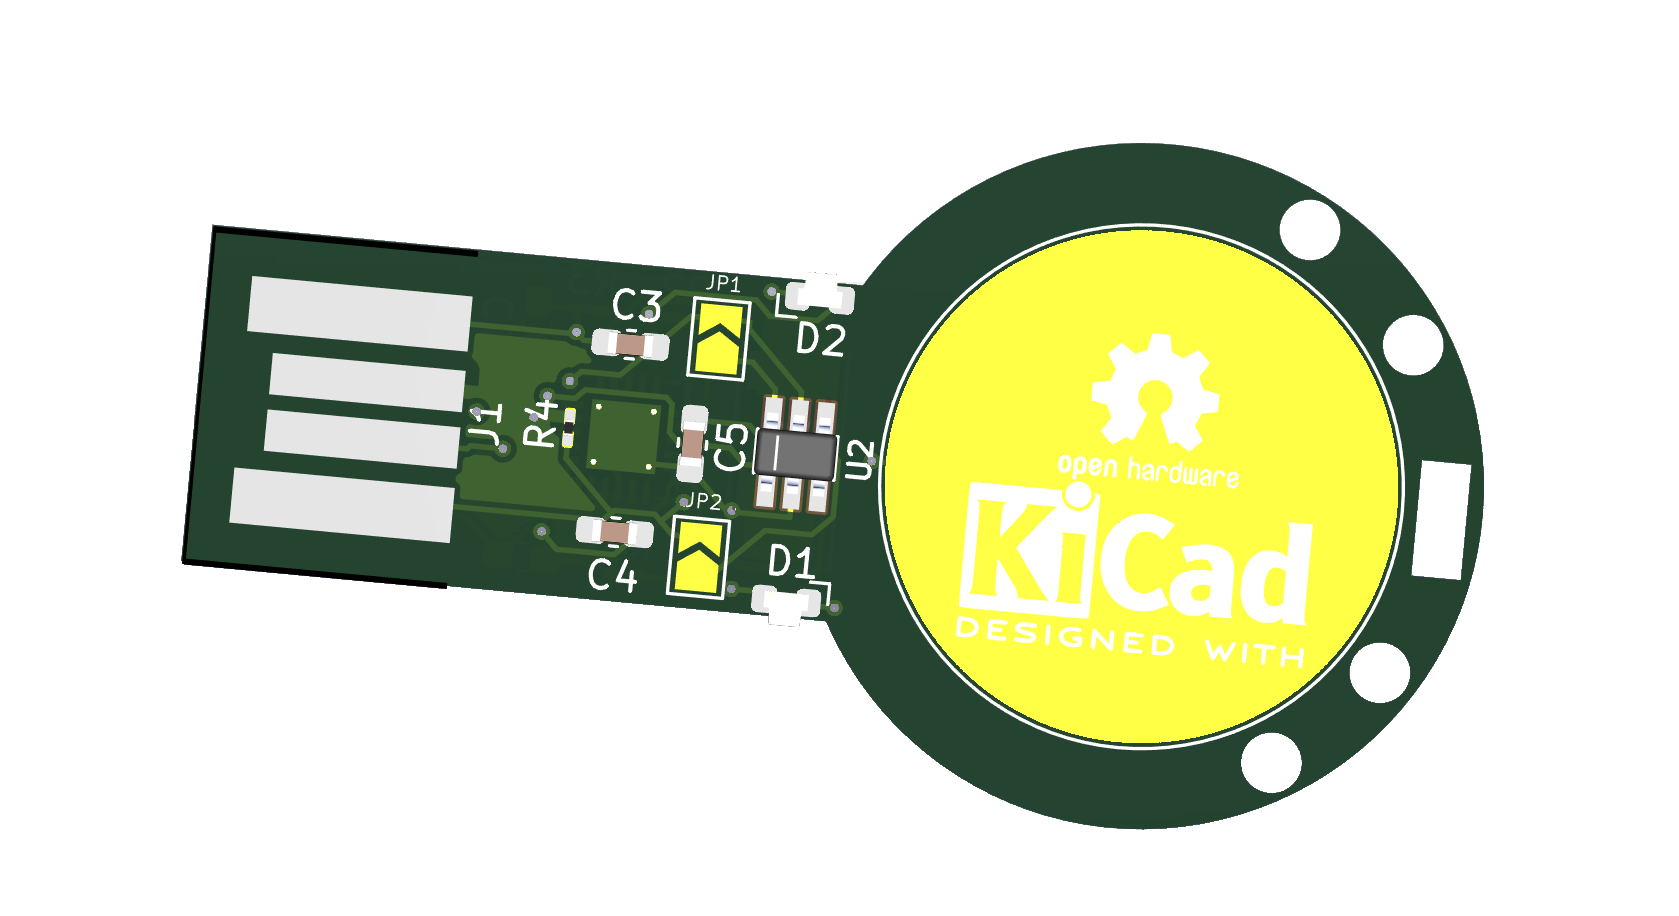 JP1
C3
D2
J1
R4
C5
U2
JP2
C4
D1
open hardware
KiCad
DESIGNED WITH